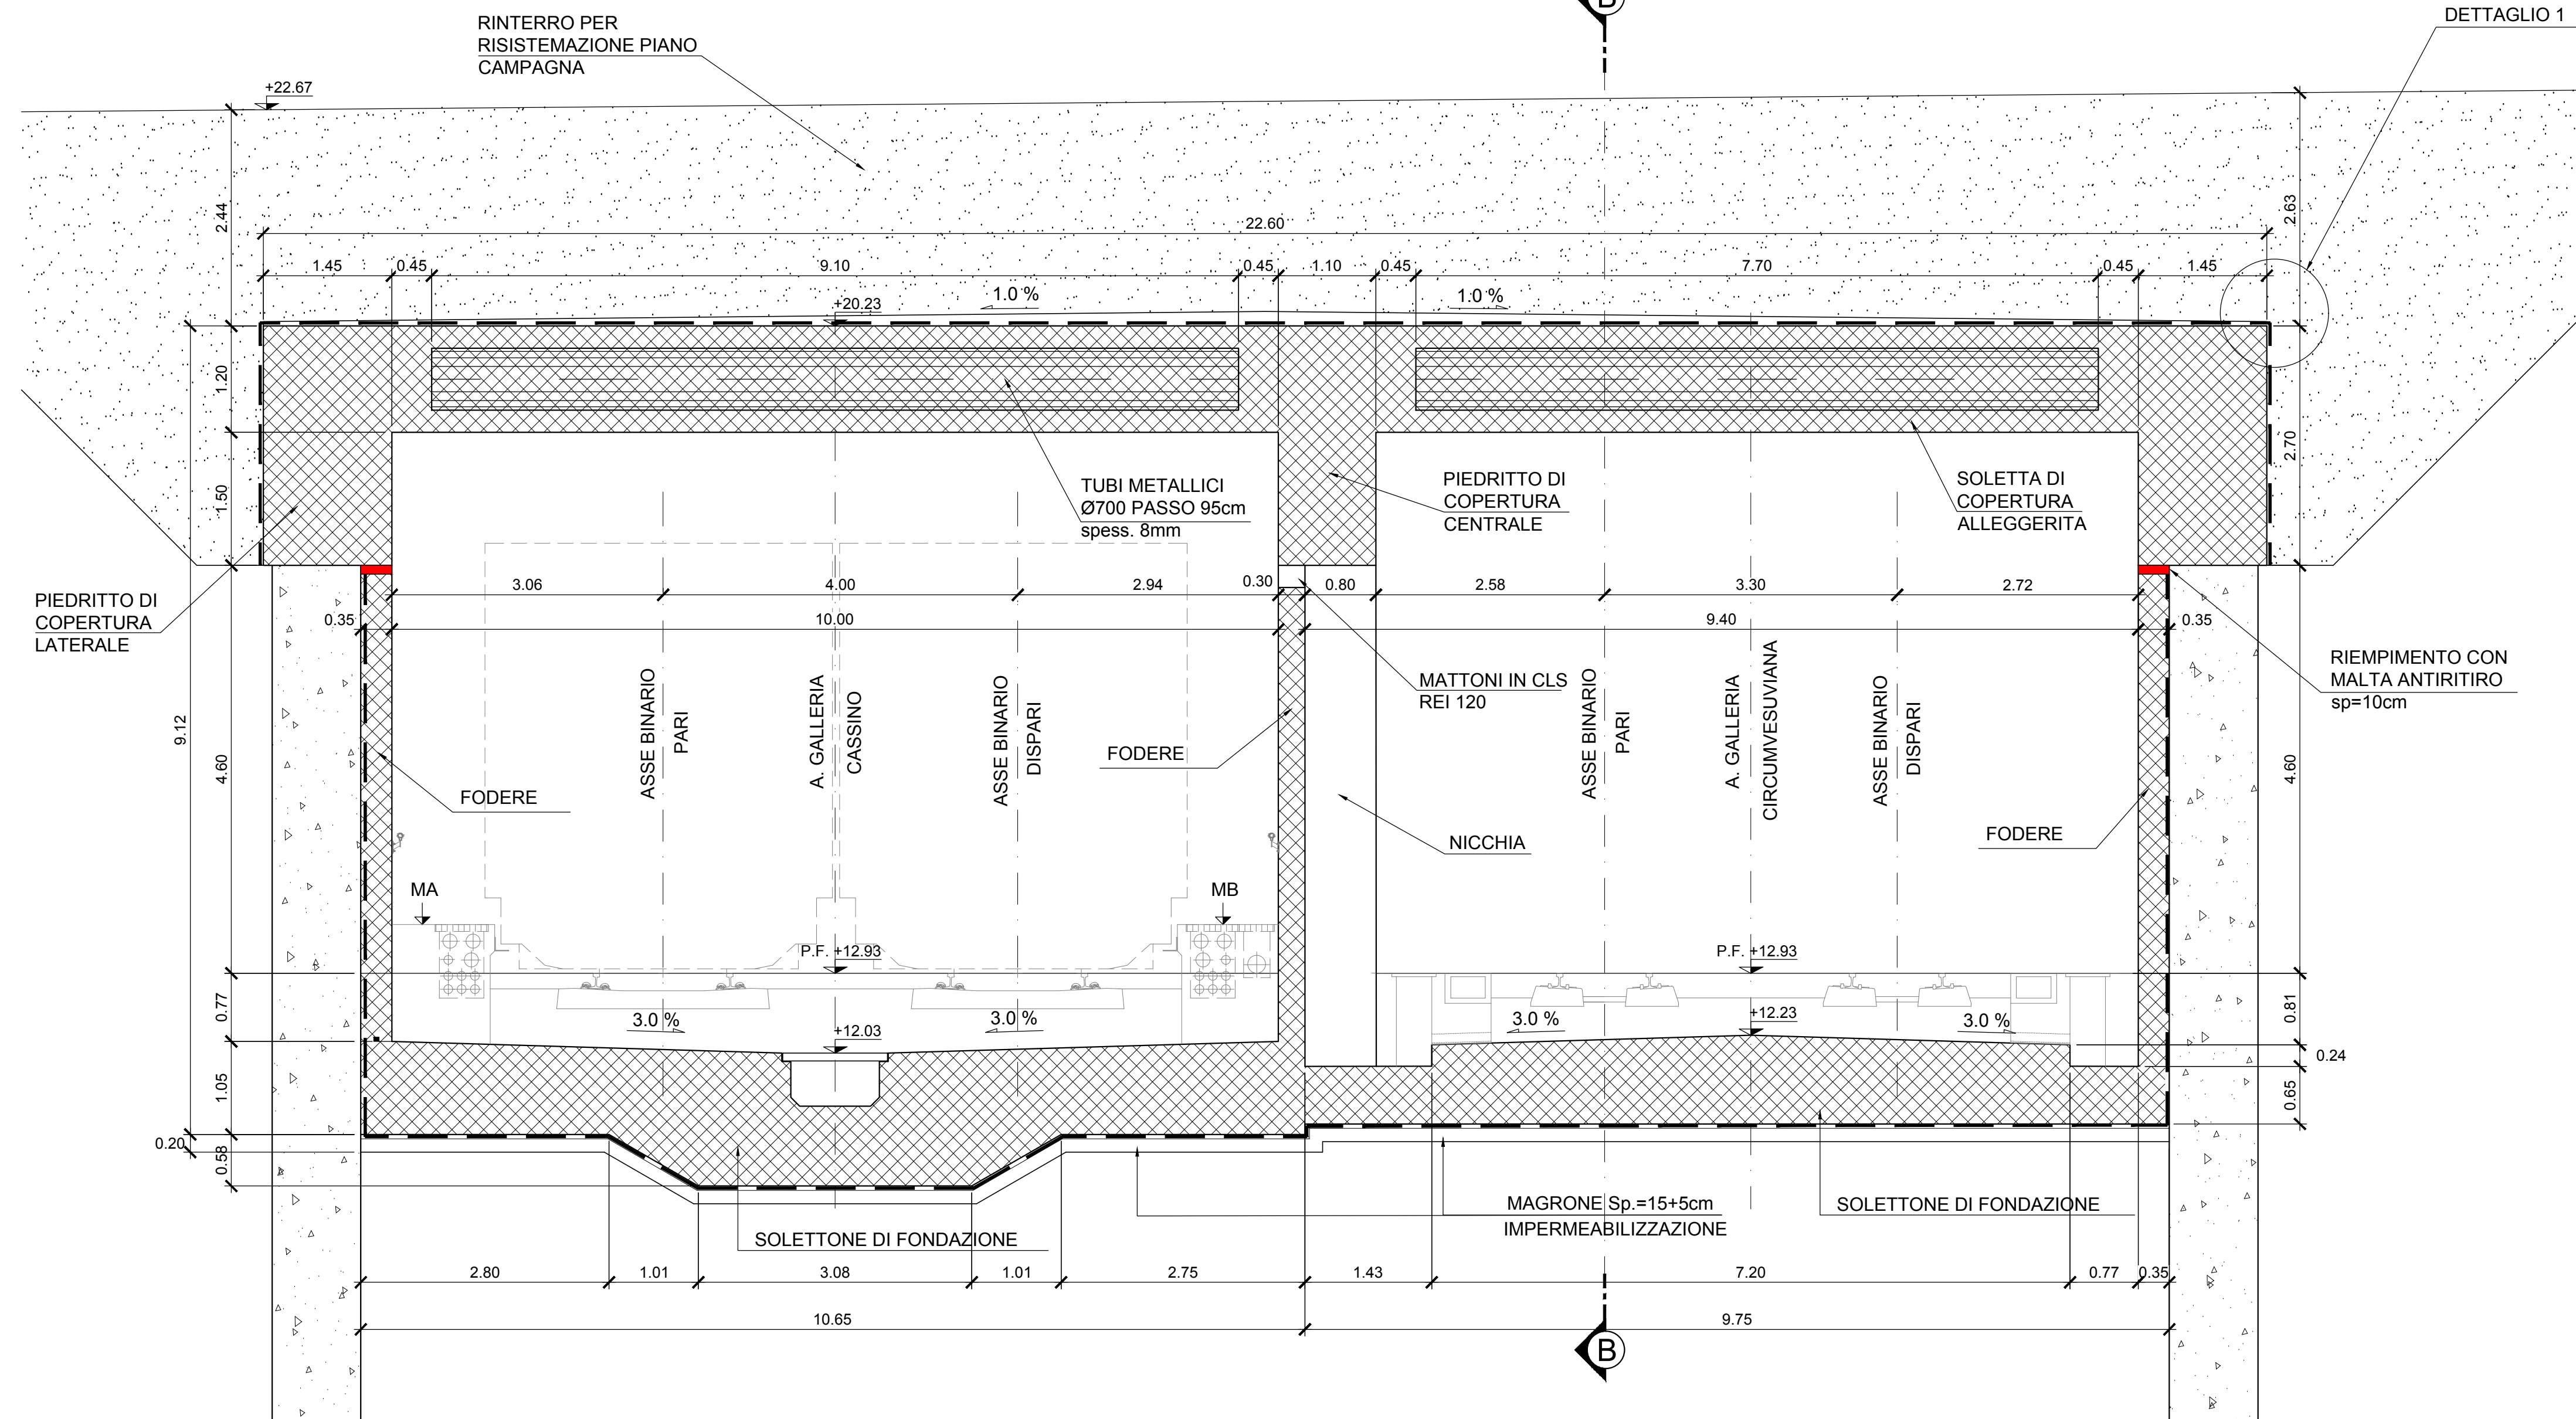 B
DETTAGLIO 1
RINTERRO PER
RISISTEMAZIONE PIANO
CAMPAGNA
+22.67
2.44
2.63
22.60
1.45
0.45
9.10
0.45
1.10
0.45
7.70
0.45
1.45
+20.23
1.0 %
1.0 %
1.20
1.50
2.70
TUBI METALLICI
Ø700 PASSO 95cm
spess. 8mm
PIEDRITTO DI
COPERTURA
CENTRALE
SOLETTA DI
COPERTURA
ALLEGGERITA
PIEDRITTO DI
COPERTURA
LATERALE
3.06
4.00
2.94
0.30
0.80
2.58
3.30
2.72
0.35
10.00
9.40
0.35
RIEMPIMENTO CON
MALTA ANTIRITIRO
sp=10cm
MATTONI IN CLS
REI 120
ASSE BINARIO
PARI
A. GALLERIA
CASSINO
ASSE BINARIO
DISPARI
ASSE BINARIO
PARI
A. GALLERIA
CIRCUMVESUVIANA
ASSE BINARIO
DISPARI
9.12
4.60
4.60
FODERE
FODERE
FODERE
NICCHIA
MA
MB
P.F. +12.93
P.F. +12.93
0.77
0.81
3.0 %
+12.03
3.0 %
3.0 %
+12.23
3.0 %
0.24
1.05
0.65
0.20
0.58
MAGRONE Sp.=15+5cm
IMPERMEABILIZZAZIONE
SOLETTONE DI FONDAZIONE
SOLETTONE DI FONDAZIONE
2.80
1.01
3.08
1.01
2.75
1.43
7.20
0.77
0.35
10.65
9.75
B